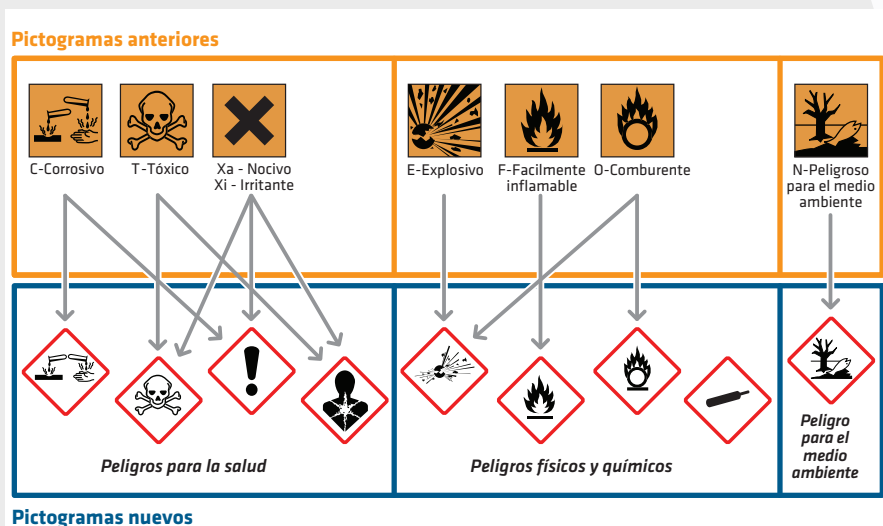 Pictogramas anteriores
C-Corrosivo
T-Tóxico
Xa - Nocivo
Xi - Irritante
E-Explosivo
F-Facilmente
inflamable
O-Comburente
N-Peligroso
para el medio
ambiente
Peligros para la salud
Peligros físicos y químicos
Peligro
para el
medio
ambiente
Pictogramas nuevos